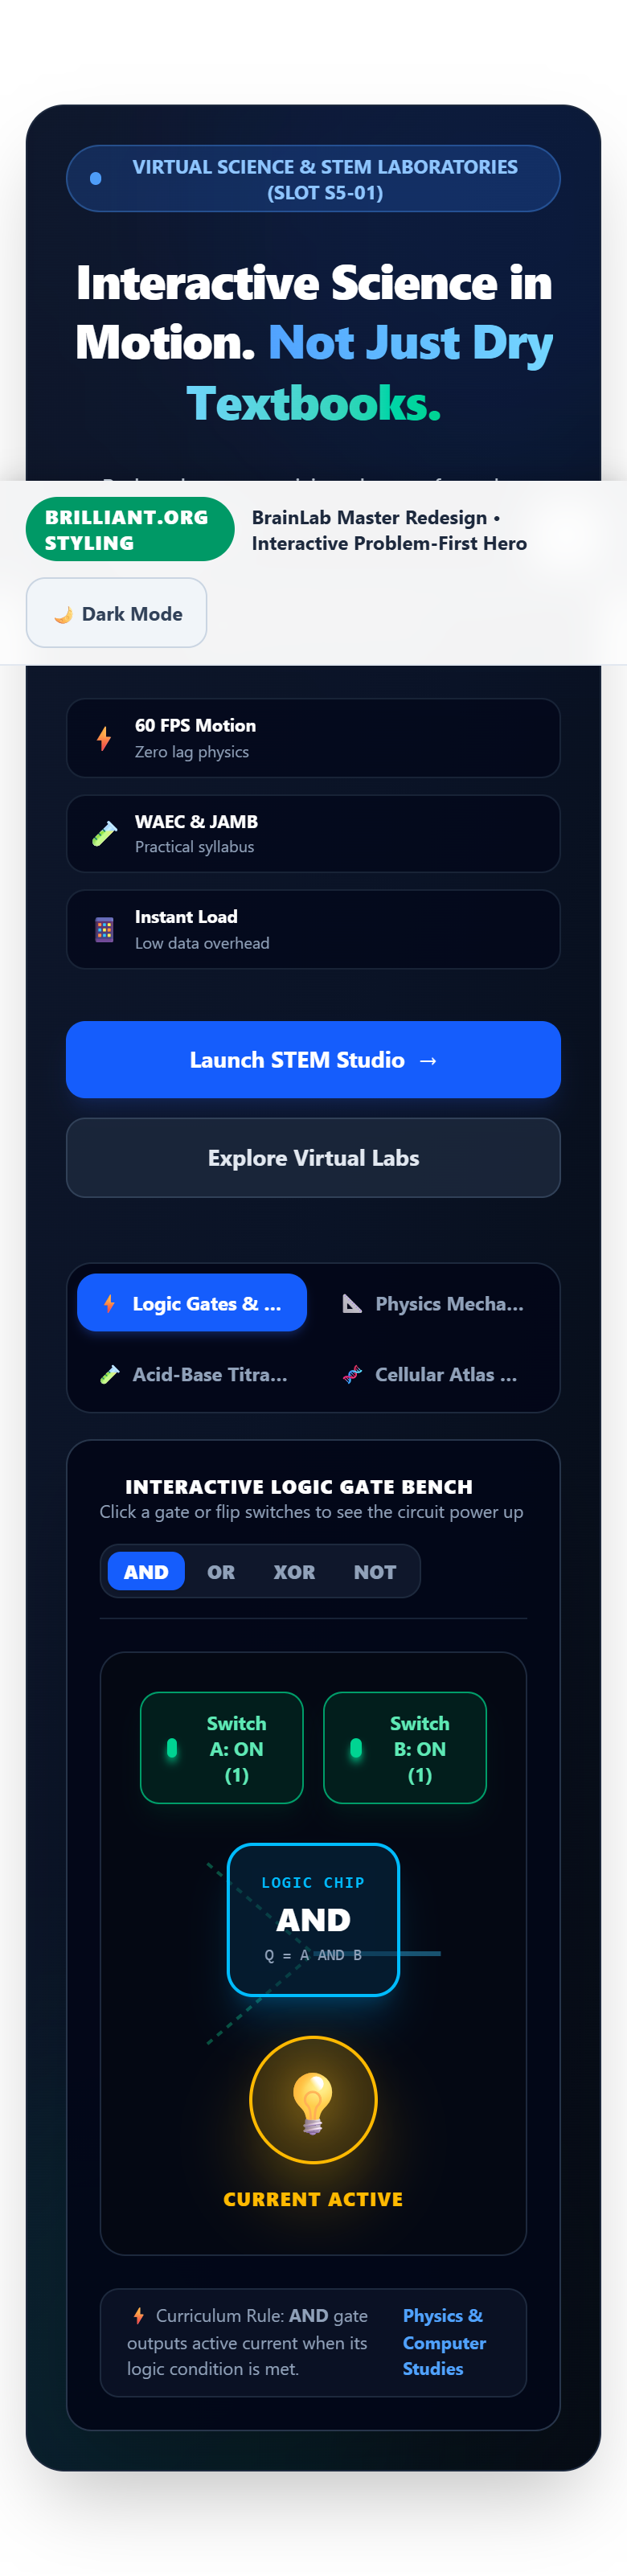 VIRTUAL SCIENCE & STEM LABORATORIES
(SLOT S5-01)
Interactive Science in
Motion. Not Just Dry
Textbooks.
BRILLIANT.ORG
STYLING
BrainLab Master Redesign •
Interactive Problem-First Hero
🌙 Dark Mode
60 FPS Motion
Zero lag physics
WAEC & JAMB
Practical syllabus
Instant Load
Low data overhead
Launch STEM Studio →
Explore Virtual Labs
Logic Gates & ...
Physics Mecha...
Acid-Base Titra...
Cellular Atlas ...
INTERACTIVE LOGIC GATE BENCH
Click a gate or flip switches to see the circuit power up
AND OR XOR NOT
Switch
A: ON
(1)
Switch
B: ON
(1)
LOGIC CHIP
AND
Q = A AND B
CURRENT ACTIVE
⚡ Curriculum Rule: AND gate
outputs active current when its
logic condition is met.
Physics &
Computer
Studies